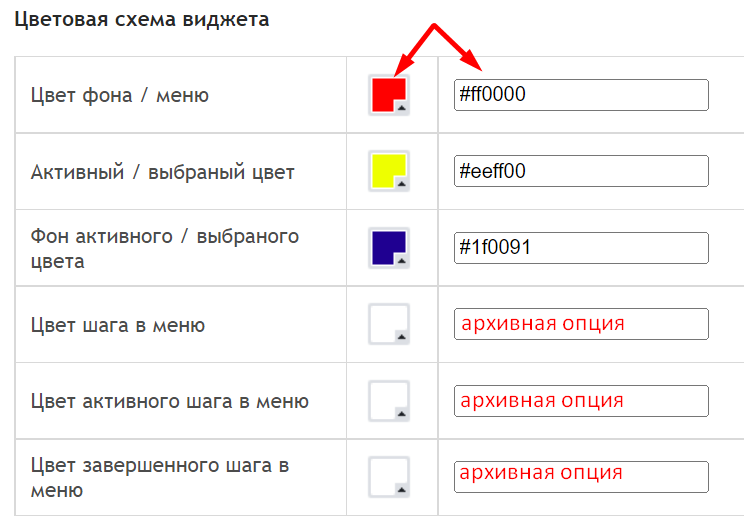 Цветовая схема виджета
Цвет фона / меню
#ff0000
Активный / выбраный цвет
#eeff00
Фон активного / выбраного
цвета
#1f0091
Цвет шага в меню
архивная опция
Цвет активного шага в меню
архивная опция
Цвет завершенного шага в
меню
архивная опция